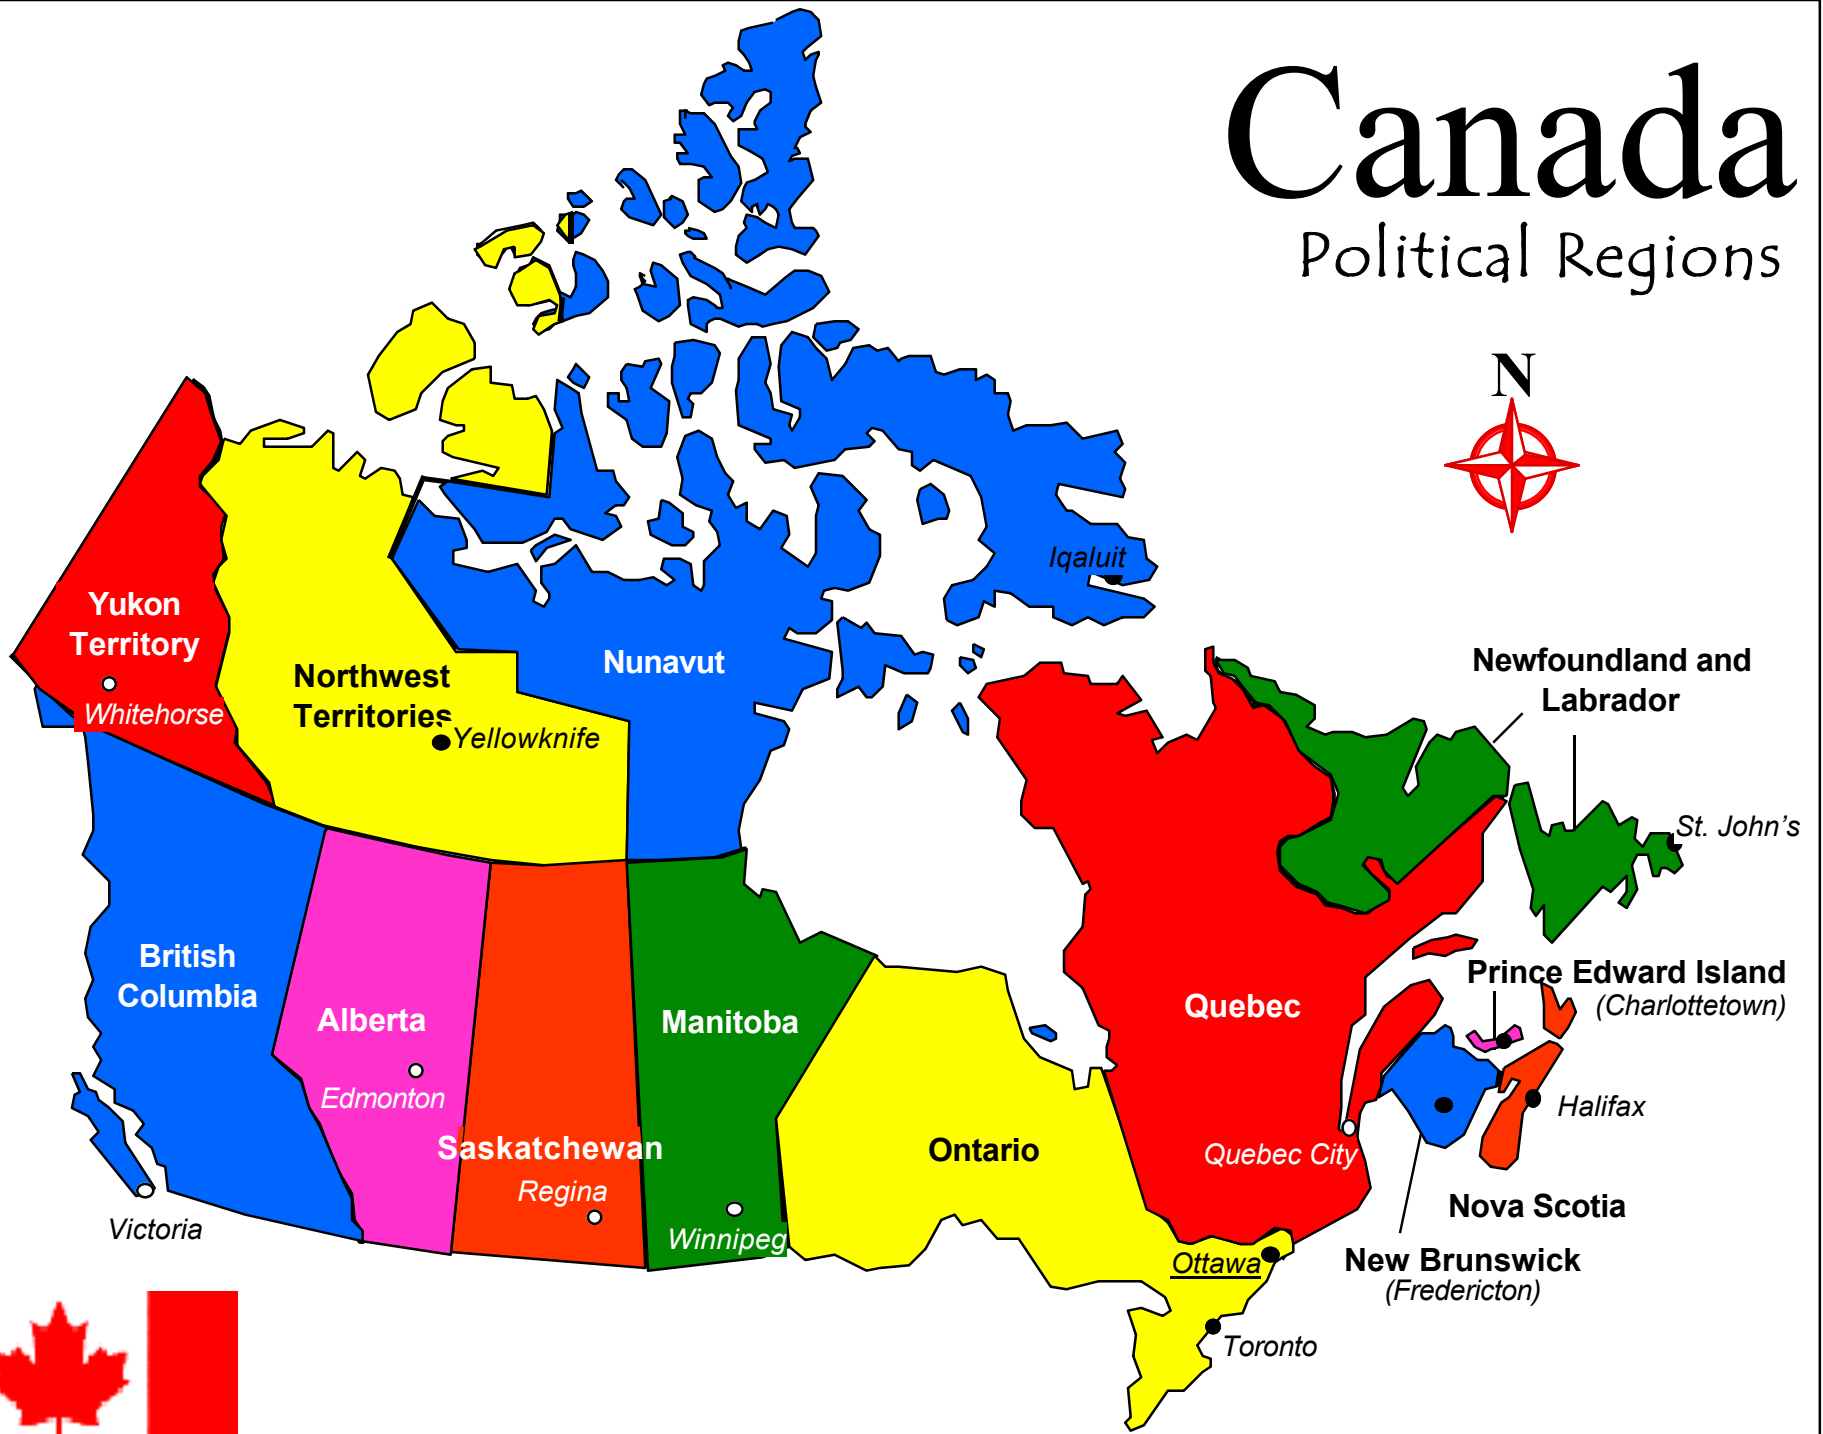 Canada
Political Regions
N
Iqaluit
Yukon
Territory
Whitehorse
Northwest
Territories
Yellowknife
Nunavut
Newfoundland and
Labrador
St. John's
British
Columbia
Victoria
Alberta
Edmonton
Saskatchewan
Regina
Manitoba
Winnipeg
Ontario
Ottawa
Toronto
Quebec
Quebec City
Prince Edward Island
(Charlottetown)
Halifax
Nova Scotia
New Brunswick
(Fredericton)